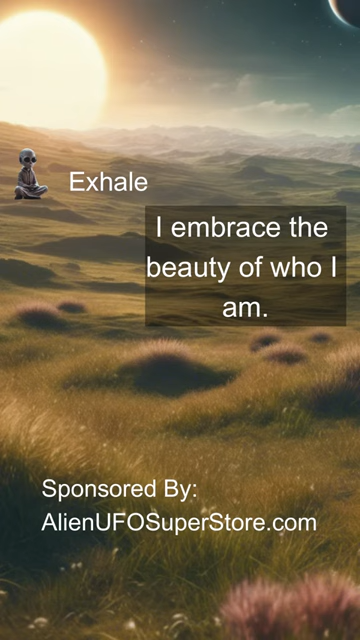 Exhale
I embrace the
beauty of who I
am.
Sponsored By:
AlienUFOSuperStore.com